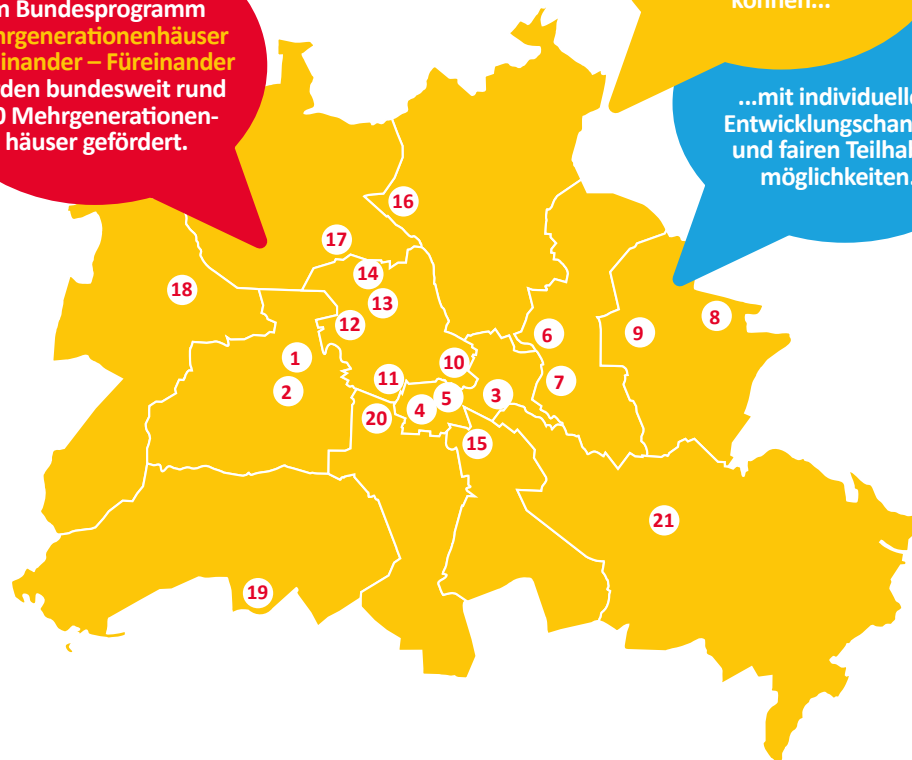 m Bundesprogramm
hrgenerationenhäuser
inander – Füreinander
den bundesweit rund
0 Mehrgenerationen-
häuser gefördert.
können...
...mit individuelle
Entwicklungschan
und fairen Teilha
möglichkeiten.
16
17
14
18
13
8
12
6
9
1
10
11
7
2
5
3
4
20
15
21
19